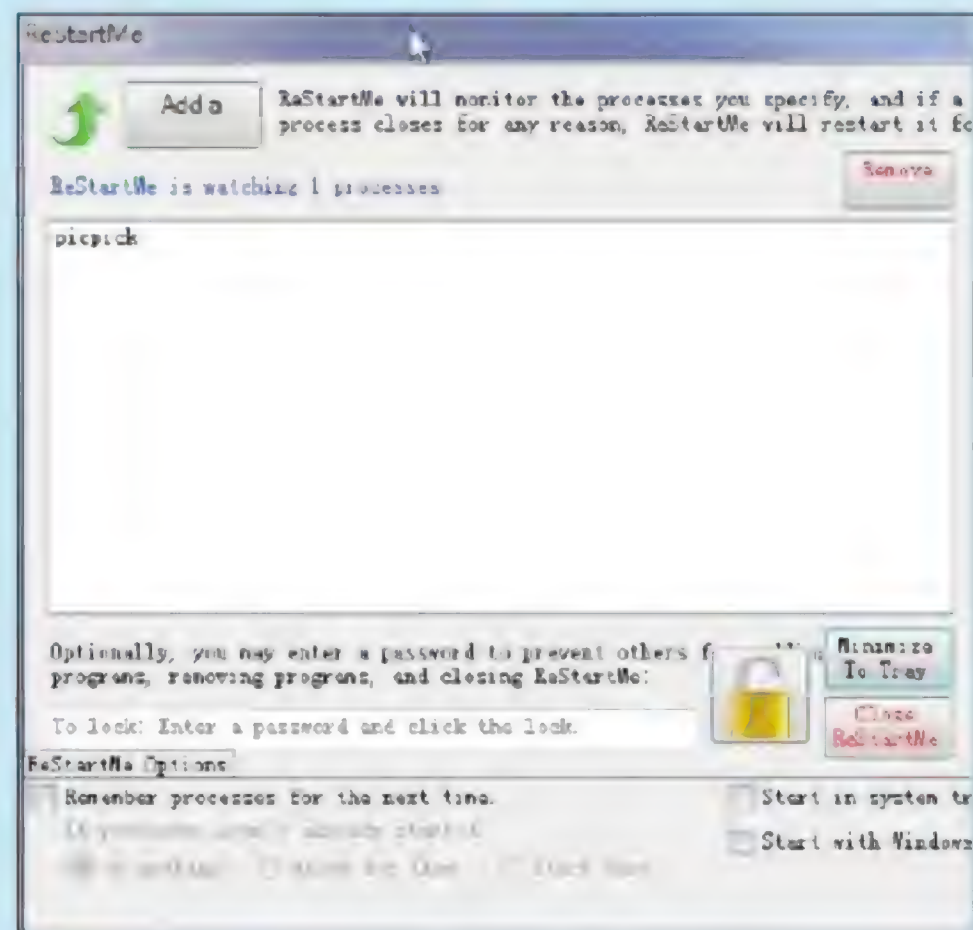 RestartMe
Add a
ReStartMe will monitor the processes you specify, and if a
process closes for any reason, ReStartMe will restart it fo
ReStartMe is watching 1 processes
Remove
picpick
Optionally, you may enter a password to prevent others f
programs, removing programs, and closing ReStartMe:
Minimize
To Tray
To lock: Enter a password and click the lock.
Close
ReStartMe
ReStartMe Options
Remember processes for the next time.
Start in system tr
Start with Windows